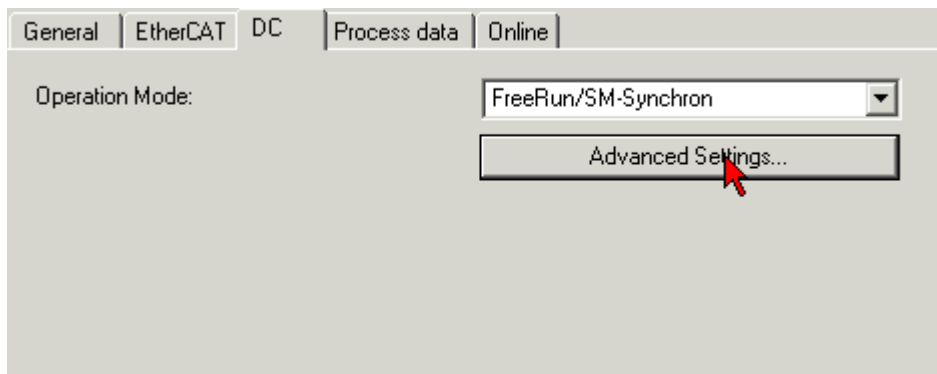 General EtherCAT DC Process data Online
Operation Mode: FreeRun/SM-Synchron
Advanced Settings...